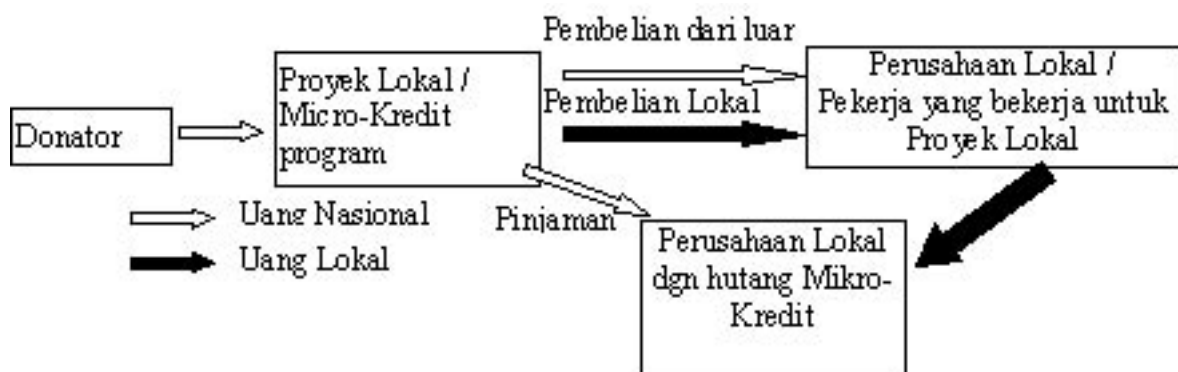 Pembelian dari luar
Proyek Lokal /
Micro-Kredit
program
Perusahaan Lokal /
Pekerja yang bekerja untuk
Proyek Lokal
Pembelian Lokal
Donator
Uang Nasional
Pinjaman
Uang Lokal
Perusahaan Lokal
dgn hutang Mikro-
Kredit